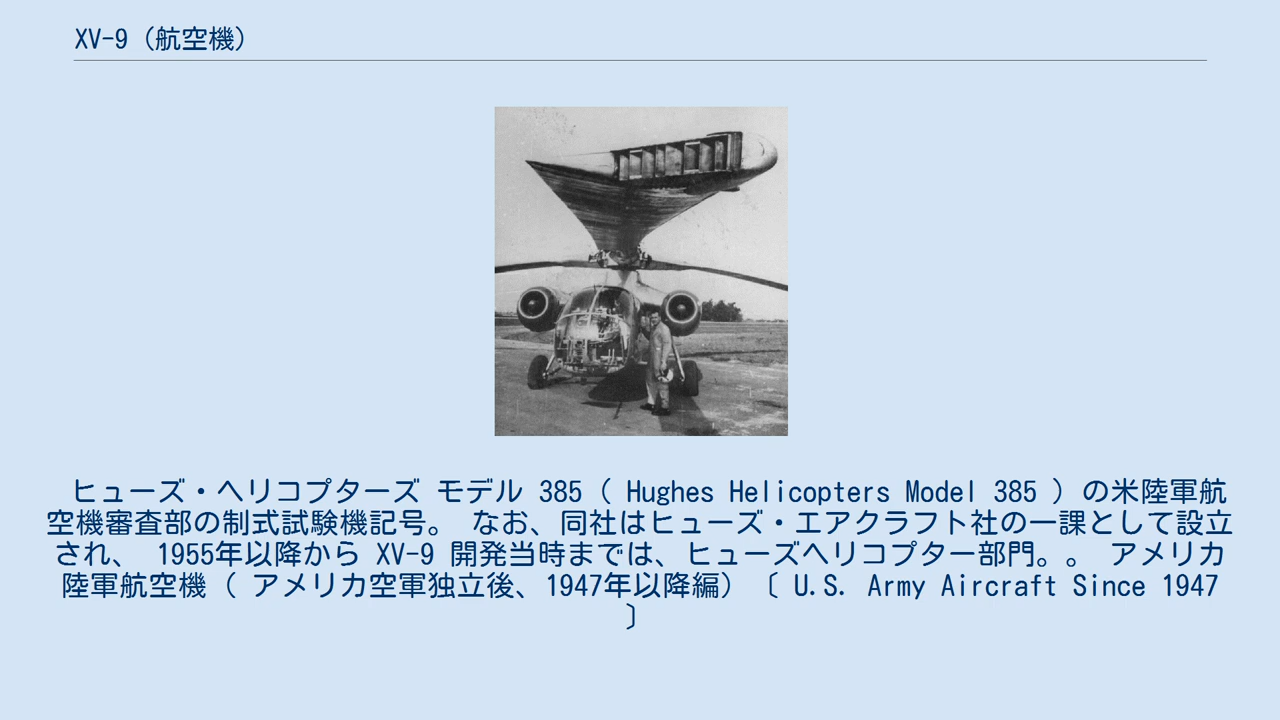 XV-9（航空機）
ヒューズ・ヘリコプターズ モデル 385（ Hughes Helicopters Model 385 ）の米陸軍航
空機審査部の制式試験機記号。 なお、同社はヒューズ・エアクラフト社の一課として設立
され、 1955年以降から XV-9 開発当時までは、ヒューズヘリコプター部門。。 アメリカ
陸軍航空機（ アメリカ空軍独立後、1947年以降編）〔 U.S. Army Aircraft Since 1947
〕